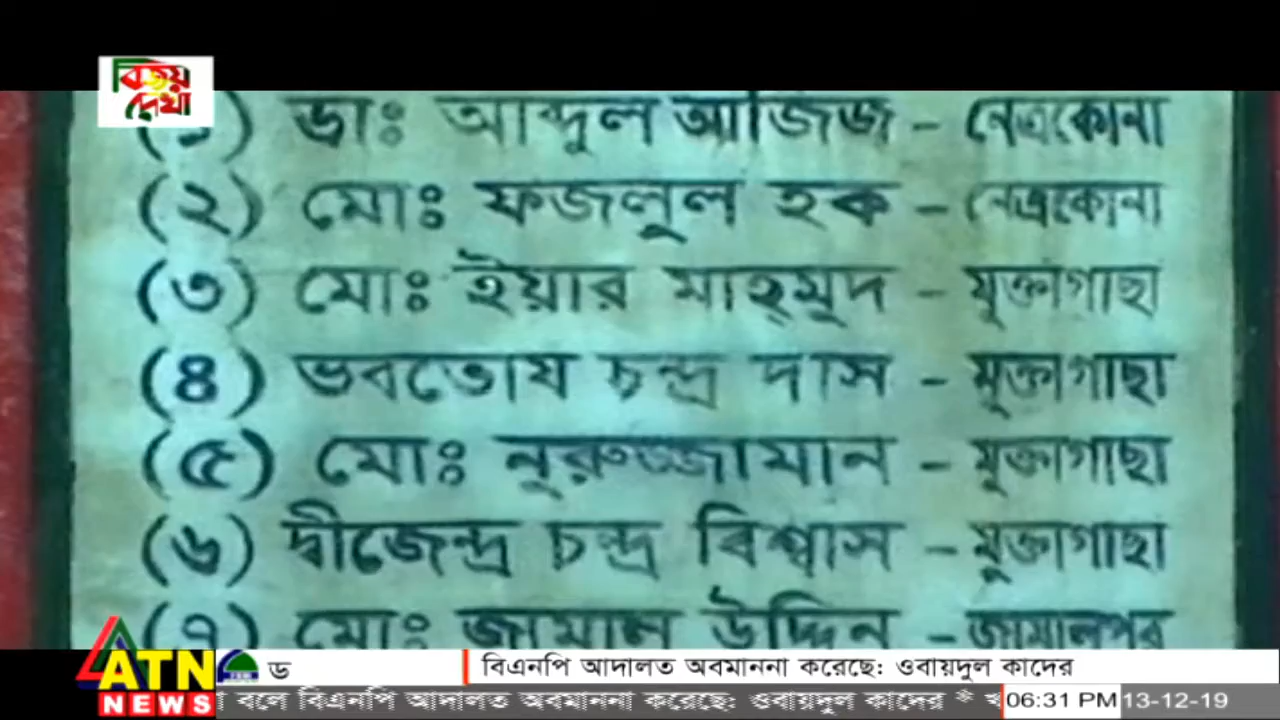 বিজয়
দেখা
(১) ডাঃ আব্দুল আজিজ - নেত্রকোনা
(২) মোঃ ফজলুল হক - নেত্রকোনা
(৩) মোঃ ইয়ার মাহ্মুদ - মুক্তাগাছা
(৪) ভবতোষ চন্দ্র দাস - মুক্তাগাছা
(৫) মোঃ নূরুজ্জামান - মুক্তাগাছা
(৬) দ্বীজেন্দ্র চন্দ্র বিশ্বাস - মুক্তাগাছা
(৭) মোঃ জামাল উদ্দিন - জামালপুর
ATN
NEWS
ড
বিএনপি আদালত অবমাননা করেছে: ওবায়দুল কাদের
বলে বিএনপি আদালত অবমাননা করেছে: ওবায়দুল কাদের *
06:31 PM 13-12-19